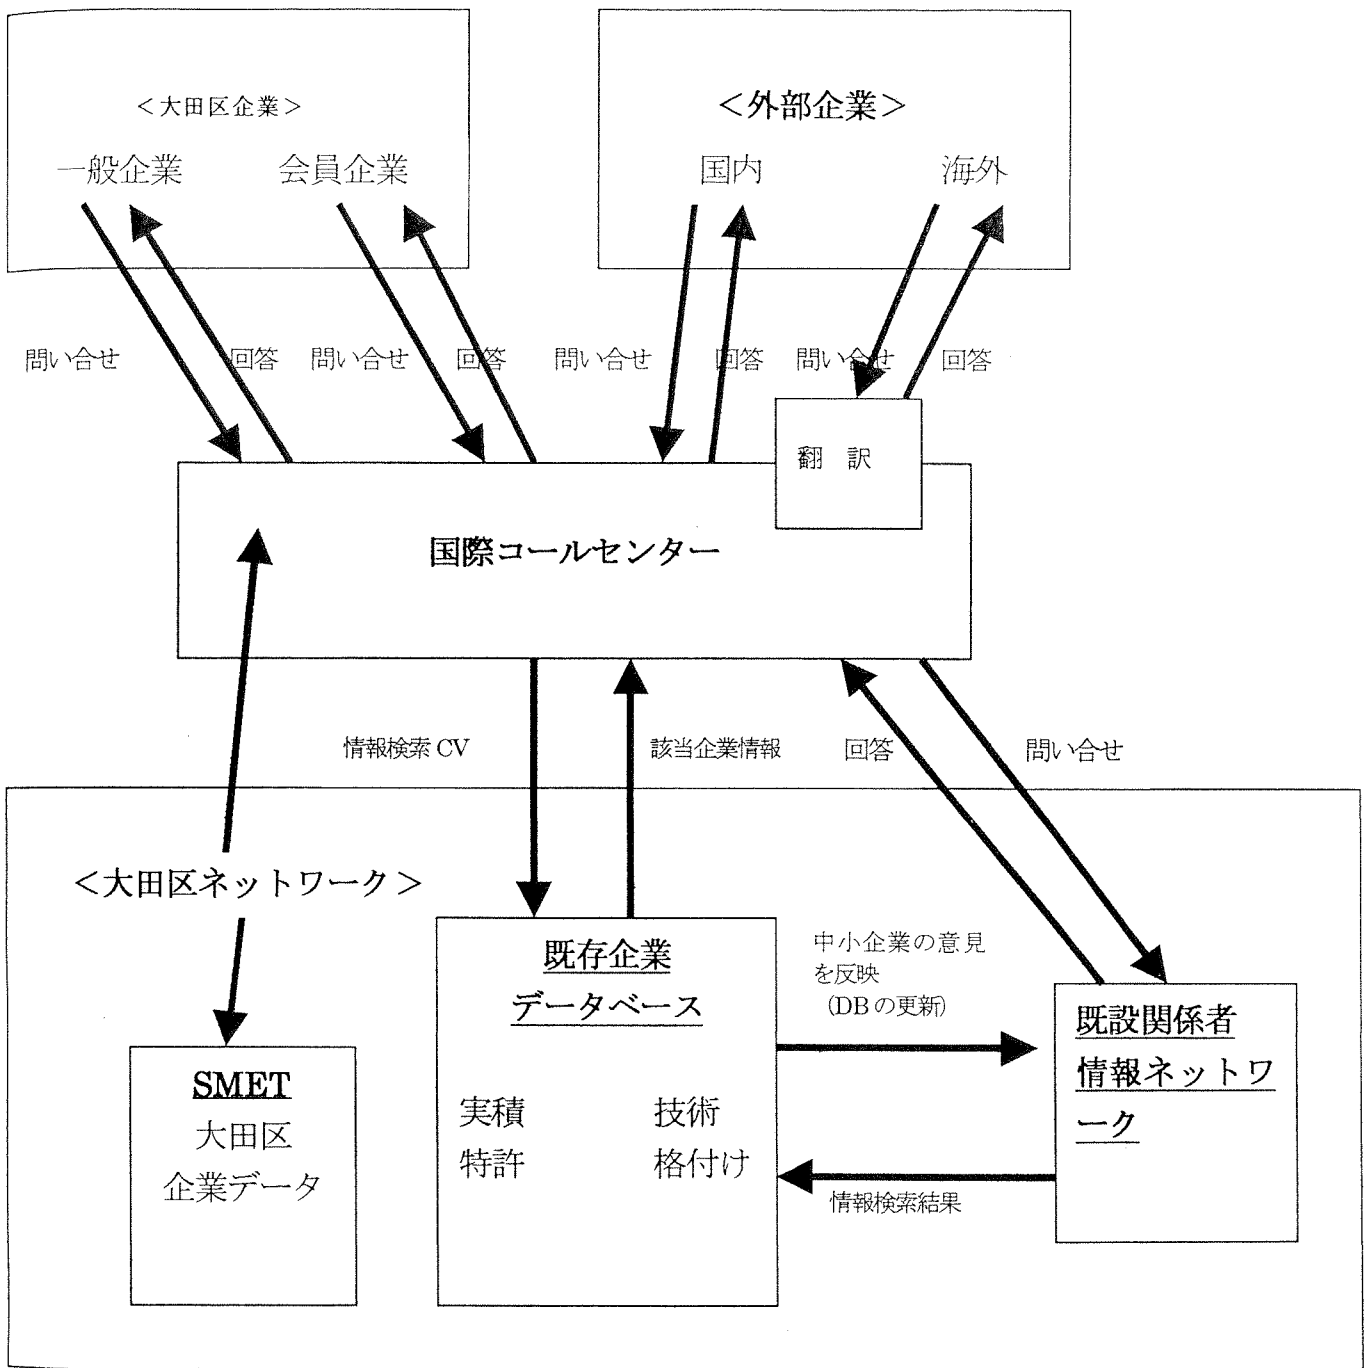 ＜大田区企業＞
＜外部企業＞
一般企業 会員企業
国内 海外
問い合せ 回答 問い合せ 回答 問い合せ 回答 問い合せ 回答
翻 訳
国際コールセンター
情報検索 CV 該当企業情報 回答 問い合せ
＜大田区ネットワーク＞
SMET
大田区
企業データ
既存企業
データベース
実積 技術
特許 格付け
中小企業の意見
を反映
（DB の更新）
情報検索結果
既設関係者
情報ネットワ
ーク